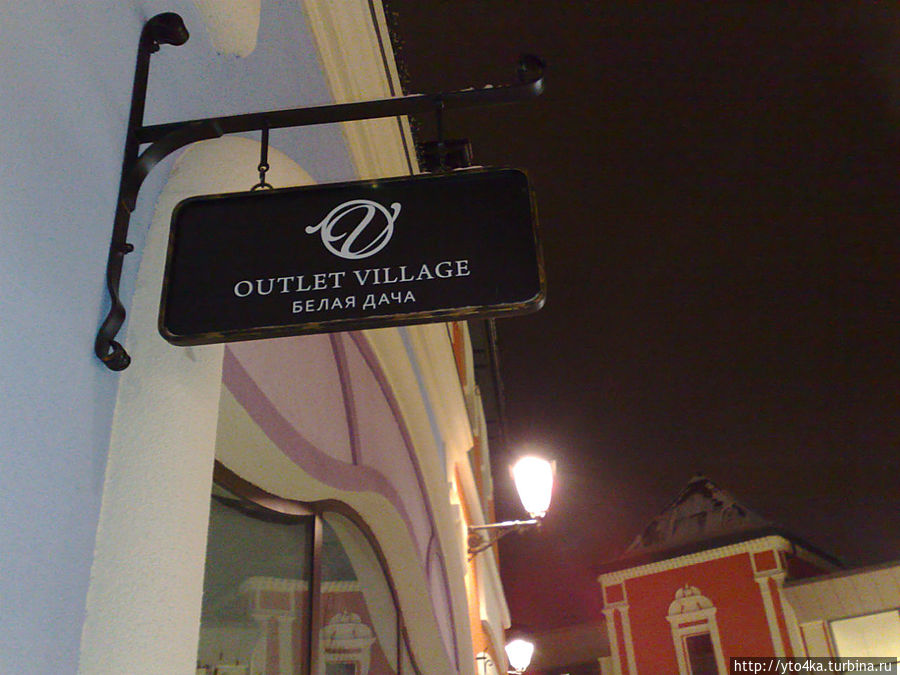 OUTLET VILLAGE
БЕЛАЯ ДАЧА
http://yto4ka.turbina.ru